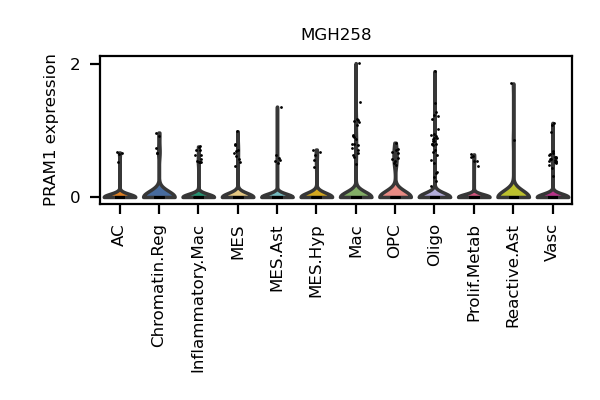 MGH258
PRAM1 expression
2
0
AC
Chromatin.Reg
Inflammatory.Mac
MES
MES.Ast
MES.Hyp
Mac
OPC
Oligo
Prolif.Metab
Reactive.Ast
Vasc